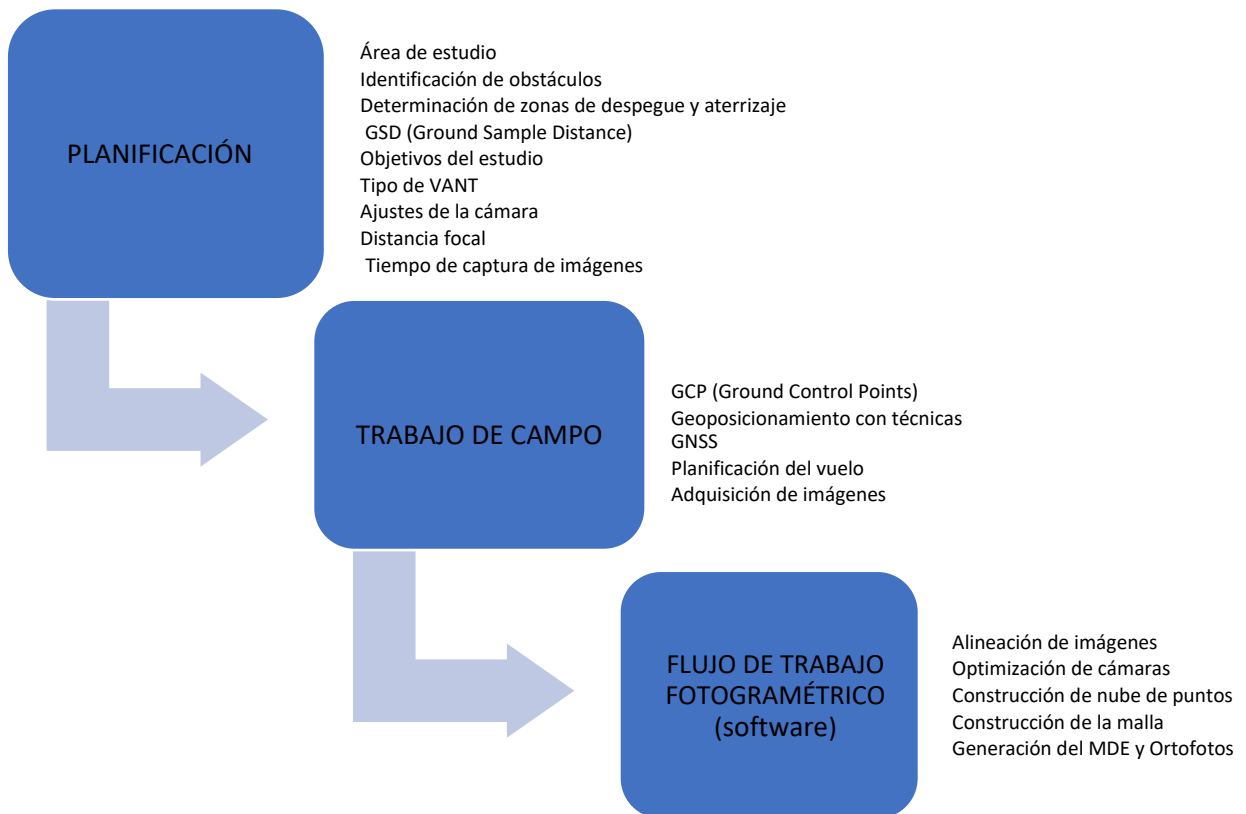 PLANIFICACIÓN
Área de estudio
Identificación de obstáculos
Determinación de zonas de despegue y aterrizaje
GSD (Ground Sample Distance)
Objetivos del estudio
Tipo de VANT
Ajustes de la cámara
Distancia focal
Tiempo de captura de imágenes
TRABAJO DE CAMPO
GCP (Ground Control Points)
Geoposicionamiento con técnicas
GNSS
Planificación del vuelo
Adquisición de imágenes
FLUJO DE TRABAJO
FOTOGRAMÉTRICO
(software)
Alineación de imágenes
Optimización de cámaras
Construcción de nube de puntos
Construcción de la malla
Generación del MDE y Ortofotos